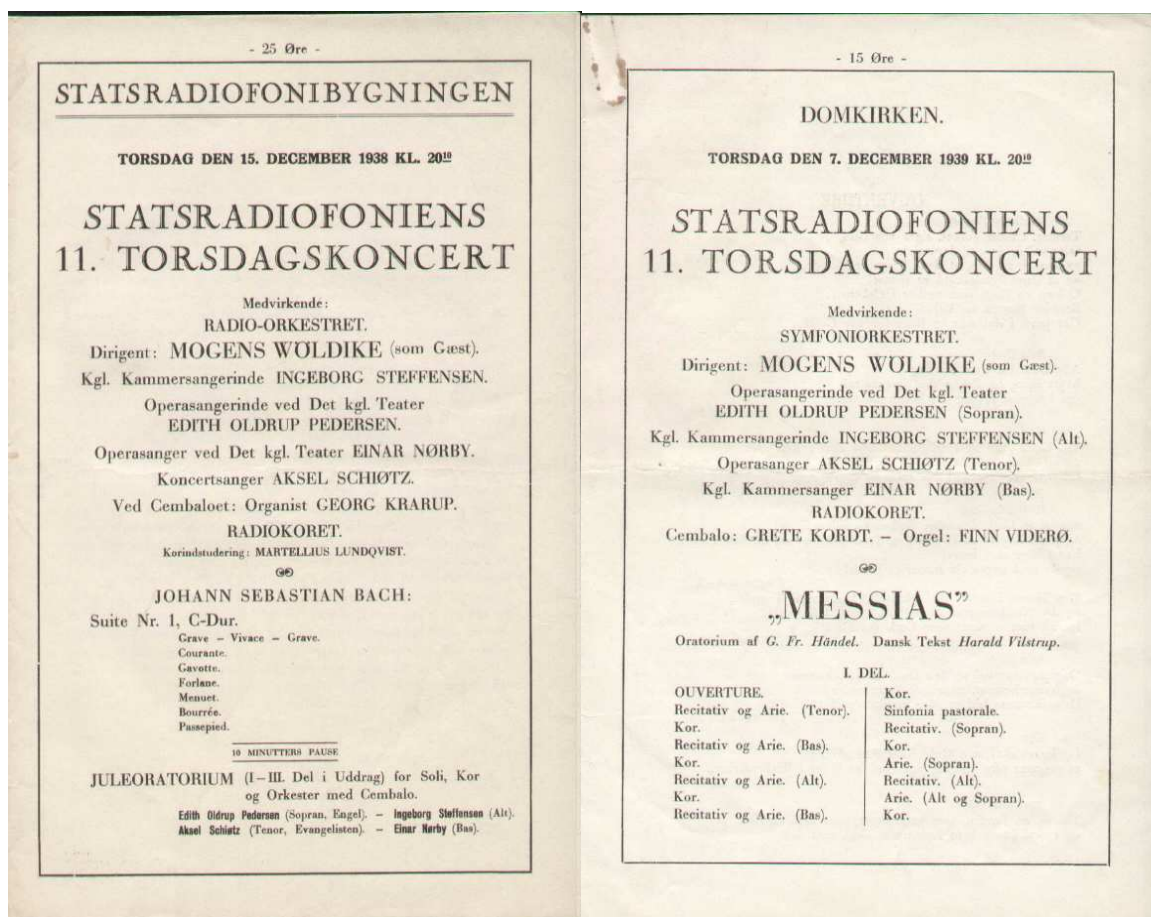 - 25 Øre -
STATSRADIOFONIBYGNINGEN
TORSDAG DEN 15. DECEMBER 1938 KL. 20¹⁰
STATSRADIOFONIENS
11. TORSDAGSKONCERT
Medvirkende:
RADIO-ORKESTRET.
Dirigent: MOGENS WÖLDIKE (som Gæst).
Kgl. Kammersangerinde INGEBORG STEFFENSEN.
Operasangerinde ved Det kgl. Teater
EDITH OLDRUP PEDERSEN.
Operasanger ved Det kgl. Teater EINAR NØRBY.
Koncertsanger AKSEL SCHIØTZ.
Ved Cembaloet: Organist GEORG KRARUP.
RADIOKORET.
Korindstudering: MARTELLIUS LUNDQVIST.
JOHANN SEBASTIAN BACH:
Suite Nr. 1, C-Dur.
Grave – Vivace – Grave.
Courante.
Gavotte.
Forlane.
Menuet.
Bourrée.
Passepied.
10 MINUTTERS PAUSE
JULEORATORIUM (I–III. Del i Uddrag) for Soli, Kor
og Orkester med Cembalo.
Edith Oldrup Pedersen (Sopran, Engel). – Ingeborg Steffensen (Alt).
Aksel Schiøtz (Tenor, Evangelisten). – Einar Nørby (Bas).
- 15 Øre -
DOMKIRKEN.
TORSDAG DEN 7. DECEMBER 1939 KL. 20¹⁰
STATSRADIOFONIENS
11. TORSDAGSKONCERT
Medvirkende:
SYMFONIORKESTRET.
Dirigent: MOGENS WÖLDIKE (som Gæst).
Operasangerinde ved Det kgl. Teater
EDITH OLDRUP PEDERSEN (Sopran).
Kgl. Kammersangerinde INGEBORG STEFFENSEN (Alt).
Operasanger AKSEL SCHIØTZ (Tenor).
Kgl. Kammersanger EINAR NØRBY (Bas).
RADIOKORET.
Cembalo: GRETE KORDT. – Orgel: FINN VIDERØ.
„MESSIAS”
Oratorium af G. Fr. Händel. Dansk Tekst Harald Vilstrup.
I. DEL.
OUVERTURE.
Recitativ og Arie. (Tenor).
Kor.
Recitativ og Arie. (Bas).
Kor.
Recitativ og Arie. (Alt).
Kor.
Recitativ og Arie. (Bas).
Kor.
Sinfonia pastorale.
Recitativ. (Sopran).
Kor.
Arie. (Sopran).
Recitativ. (Alt).
Arie. (Alt og Sopran).
Kor.